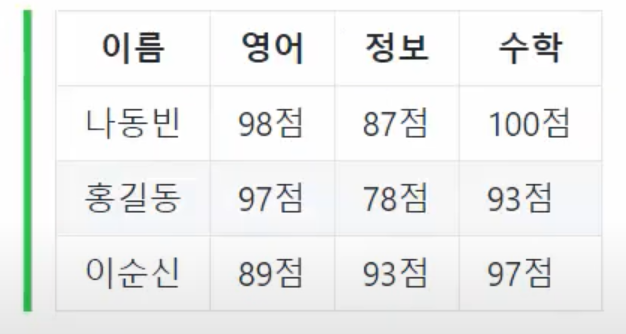 이름 영어 정보 수학
나동빈 98점 87점 100점
홍길동 97점 78점 93점
이순신 89점 93점 97점